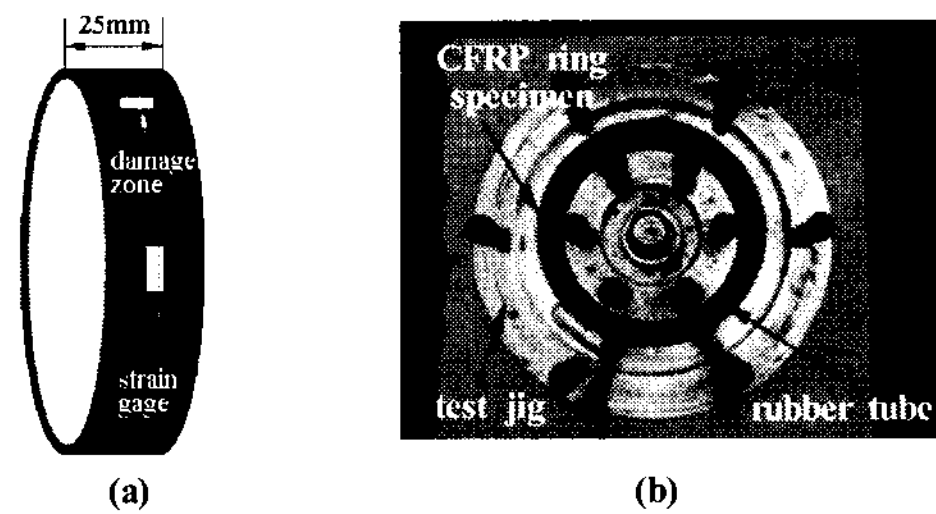 25mm
damage
zone
strain
gage
(a)
CFRP ring
specimen
test jig
rubber tube
(b)